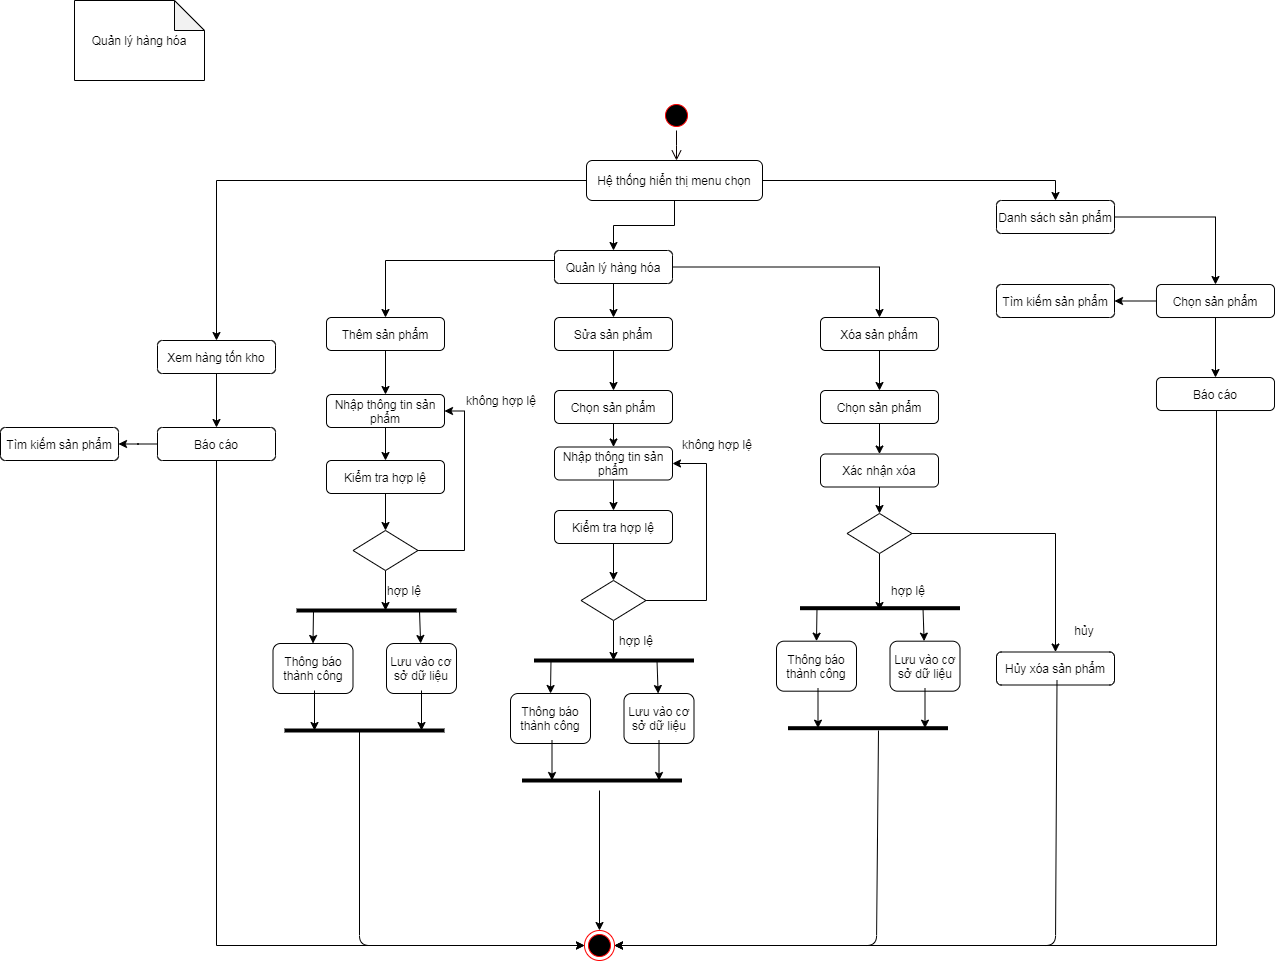 Quản lý hàng hóa
Hệ thống hiển thị menu chọn
Danh sách sản phẩm
Quản lý hàng hóa
Tìm kiếm sản phẩm
Chọn sản phẩm
Thêm sản phẩm
Sửa sản phẩm
Xóa sản phẩm
Xem hàng tồn kho
Báo cáo
Nhập thông tin sản
phẩm
không hợp lệ
Chọn sản phẩm
Chọn sản phẩm
Tìm kiếm sản phẩm
Báo cáo
không hợp lệ
Nhập thông tin sản
phẩm
Xác nhận xóa
Kiểm tra hợp lệ
Kiểm tra hợp lệ
hợp lệ
hợp lệ
hợp lệ
hủy
Thông báo
thành công
Lưu vào cơ
sở dữ liệu
Thông báo
thành công
Lưu vào cơ
sở dữ liệu
Hủy xóa sản phẩm
Thông báo
thành công
Lưu vào cơ
sở dữ liệu